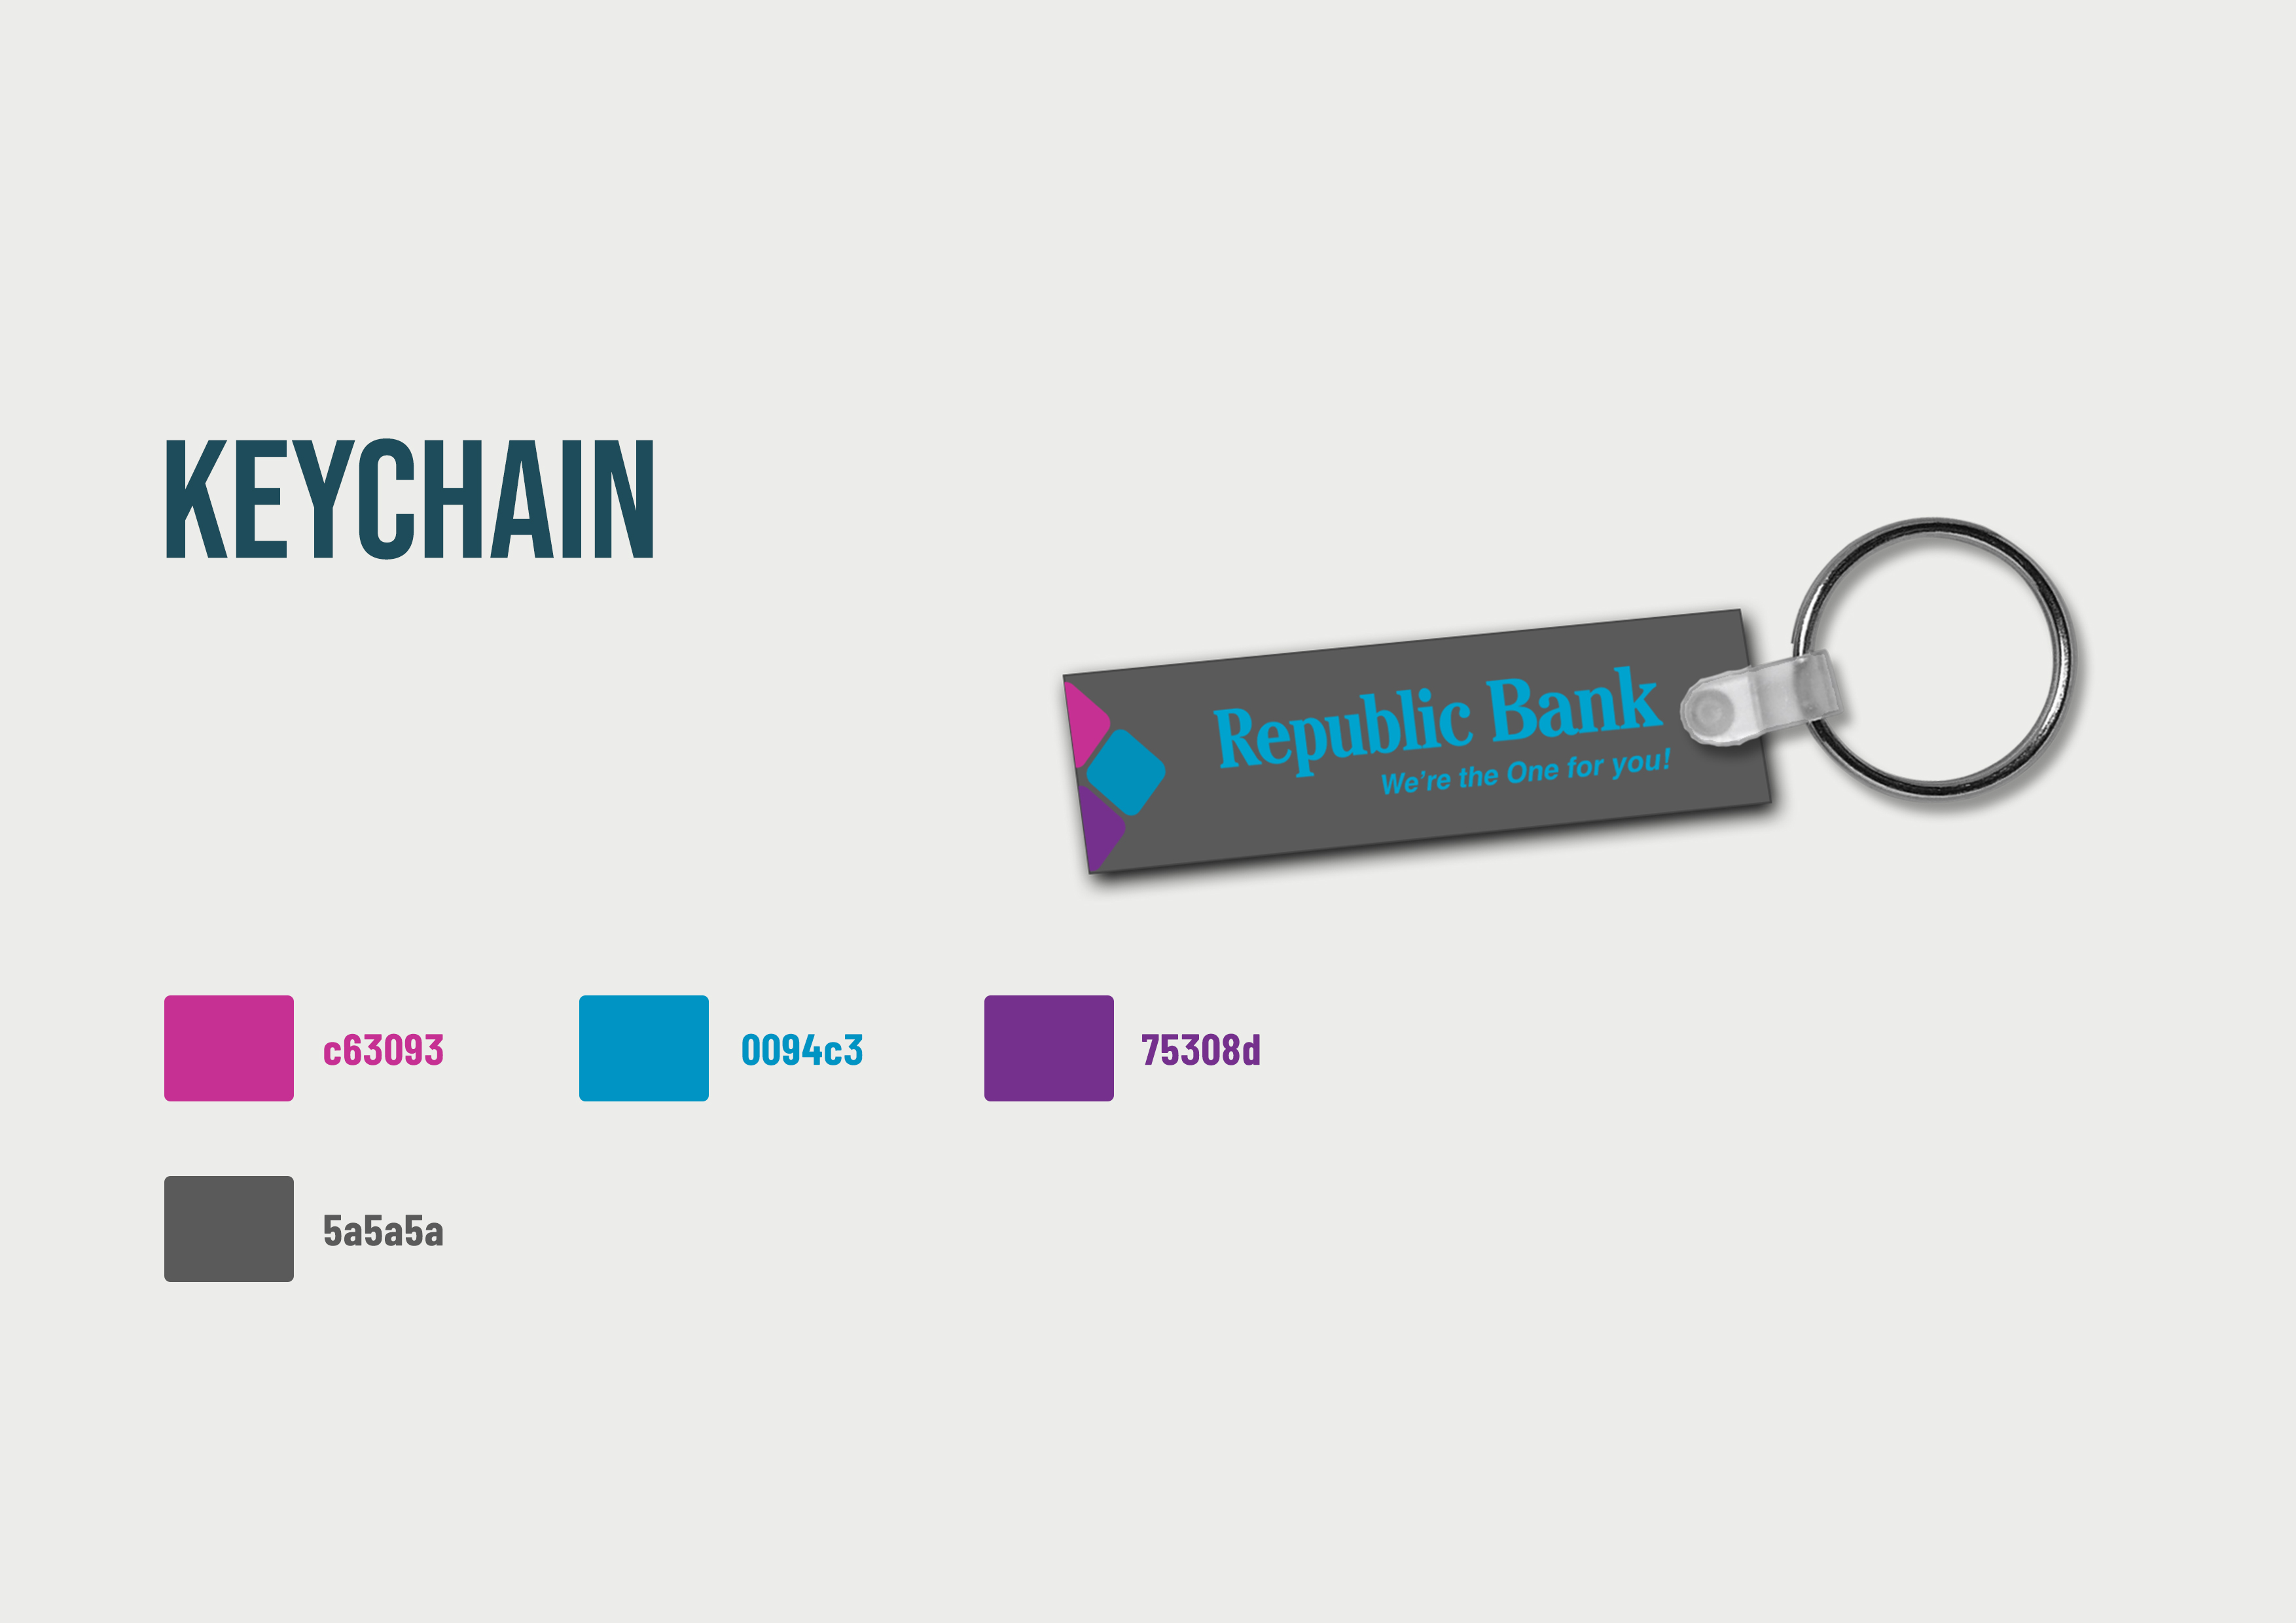 KEYCHAIN
Republic Bank
We're the One for you!
c63093
0094c3
75308d
5a5a5a